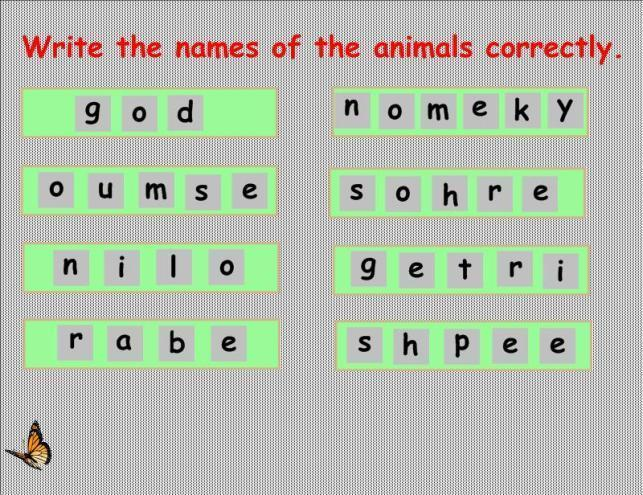 Write the names of the animals correctly.
g o d
n o m e k y
o u m s e
s o h r e
n i l o
g e t r i
r a b e
s h p e e